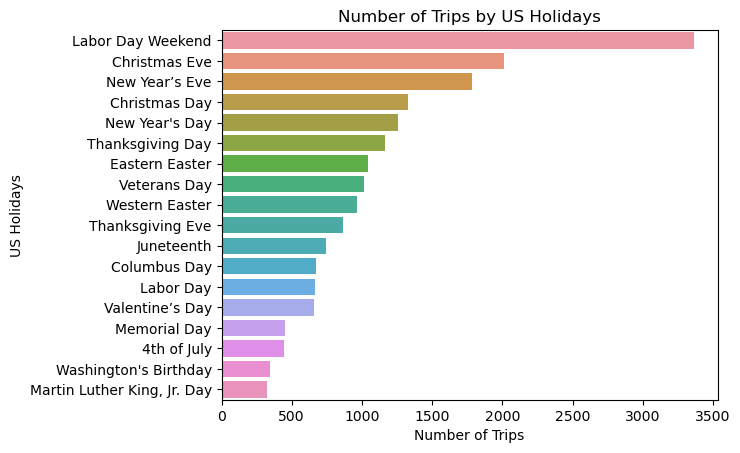 Number of Trips by US Holidays
US Holidays
Labor Day Weekend
Christmas Eve
New Year’s Eve
Christmas Day
New Year's Day
Thanksgiving Day
Eastern Easter
Veterans Day
Western Easter
Thanksgiving Eve
Juneteenth
Columbus Day
Labor Day
Valentine’s Day
Memorial Day
4th of July
Washington's Birthday
Martin Luther King, Jr. Day
0 500 1000 1500 2000 2500 3000 3500
Number of Trips